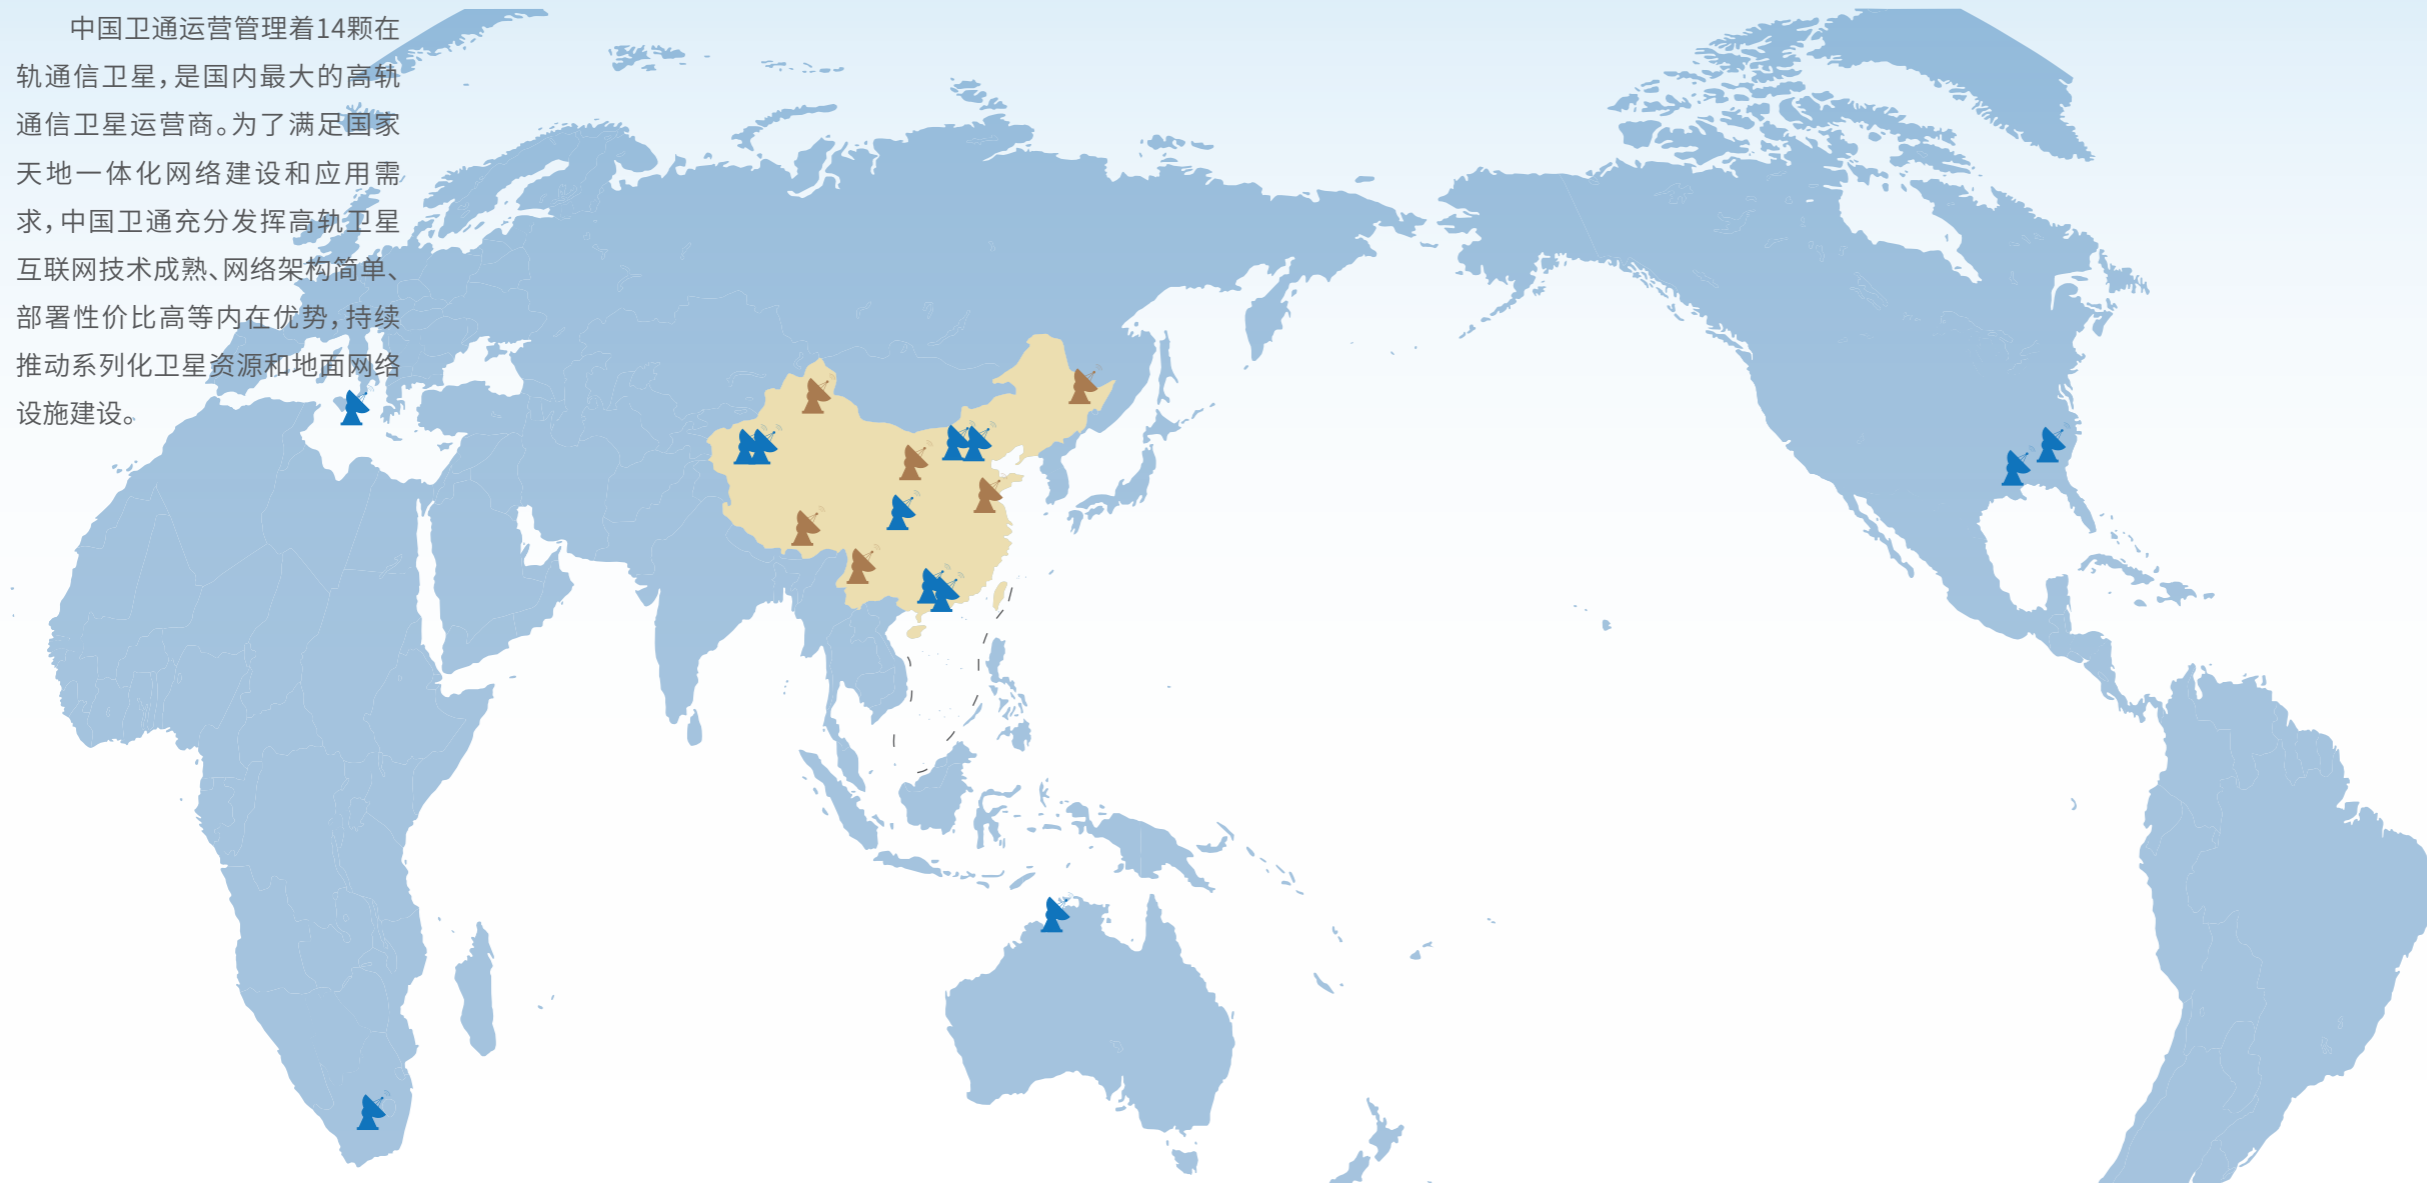 中国卫通运营管理着14颗在
轨通信卫星，是国内最大的高轨
通信卫星运营商。为了满足国家
天地一体化网络建设和应用需
求，中国卫通充分发挥高轨卫星
互联网技术成熟、网络架构简单、
部署性价比高等内在优势，持续
推动系列化卫星资源和地面网络
设施建设。